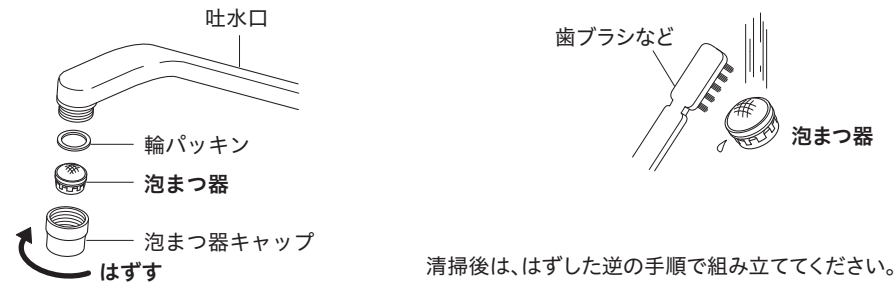 吐水口
輪パッキン
泡まつ器
泡まつ器キャップ
はずす
歯ブラシなど
泡まつ器
清掃後は、はずした逆の手順で組み立ててください。